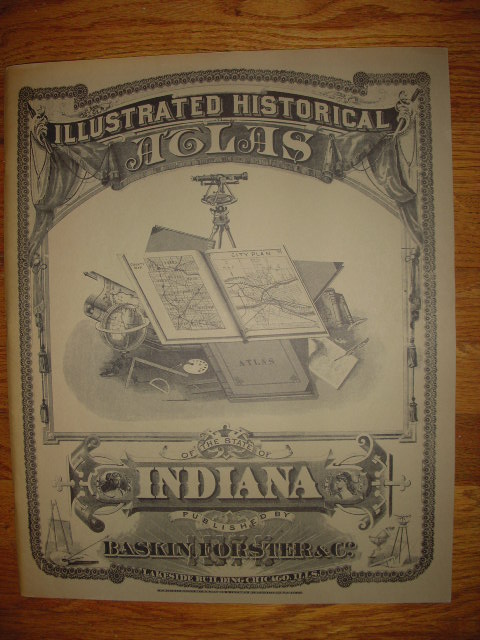 ILLUSTRATED HISTORICAL
ATLAS
CITY PLAN
ATLAS
OF THE STATE OF
INDIANA
PUBLISHED BY
BASKIN, FORSTER & Co.
1876
LAKESIDE BUILDING CHICAGO, ILLS.